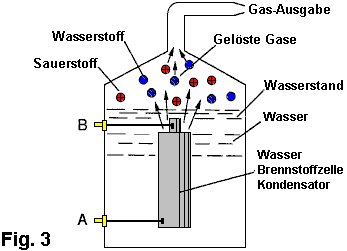 Gas-Ausgabe
Wasserstoff
Gelöste Gase
Sauerstoff
Wasserstand
B
Wasser
Wasser
Brennstoffzelle
Kondensator
A
Fig. 3